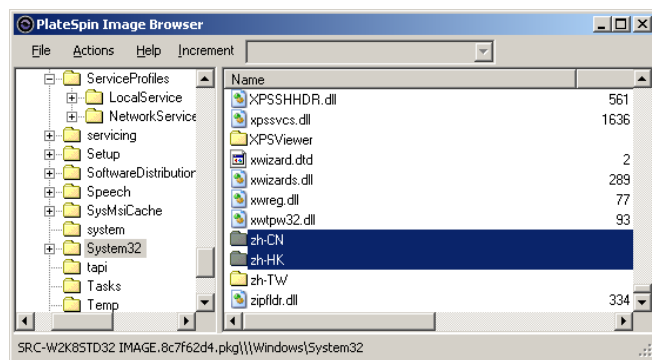 PlateSpin Image Browser
File Actions Help Increment
ServiceProfiles
LocalService
NetworkService
servicing
Setup
SoftwareDistribution
Speech
SysMsiCache
system
System32
tapi
Tasks
Temp
Name
XPSSHHDR.dll 561
xpssvcs.dll 1636
XPSViewer
xwizard.dtd 2
xwizards.dll 289
xwreg.dll 77
xwtpw32.dll 93
zh-CN
zh-HK
zh-TW
zipfldr.dll 334
SRC-W2K8STD32 IMAGE.8c7f62d4.pkg\\\Windows\System32